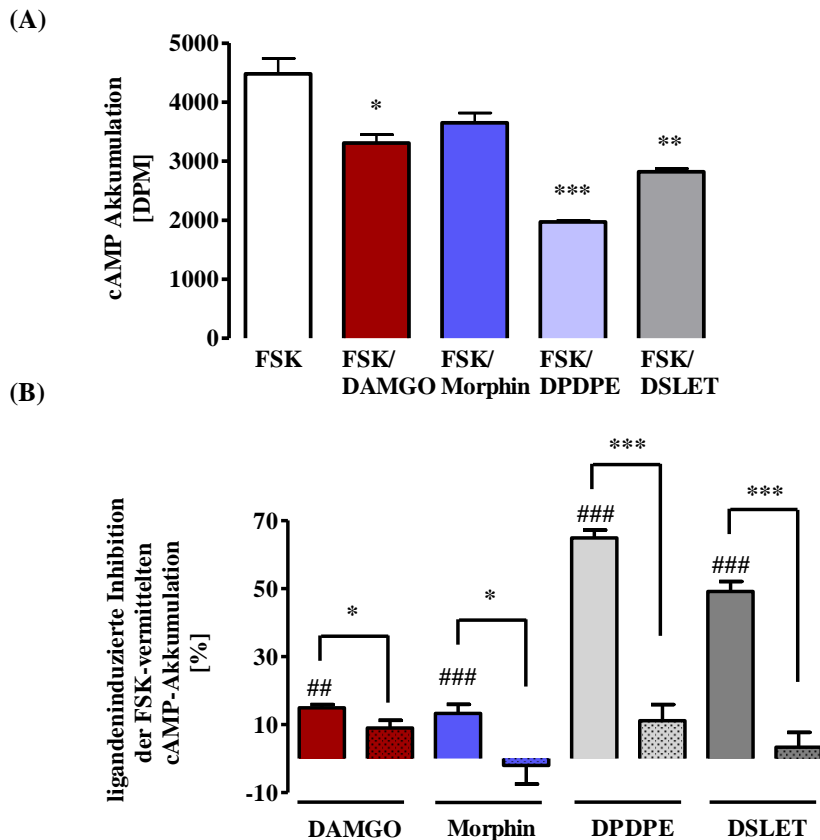 (A)
cAMP Akkumulation
[DPM]
5000
4000
3000
2000
1000
0
*
***
**
FSK
FSK/
DAMGO
FSK/
Morphin
FSK/
DPDPE
FSK/
DSLET
(B)
ligandeninduzierte Inhibition
der FSK-vermittelten
cAMP-Akkumulation
[%]
70
50
30
10
-10
*
##
*
###
***
###
***
###
DAMGO
Morphin
DPDPE
DSLET